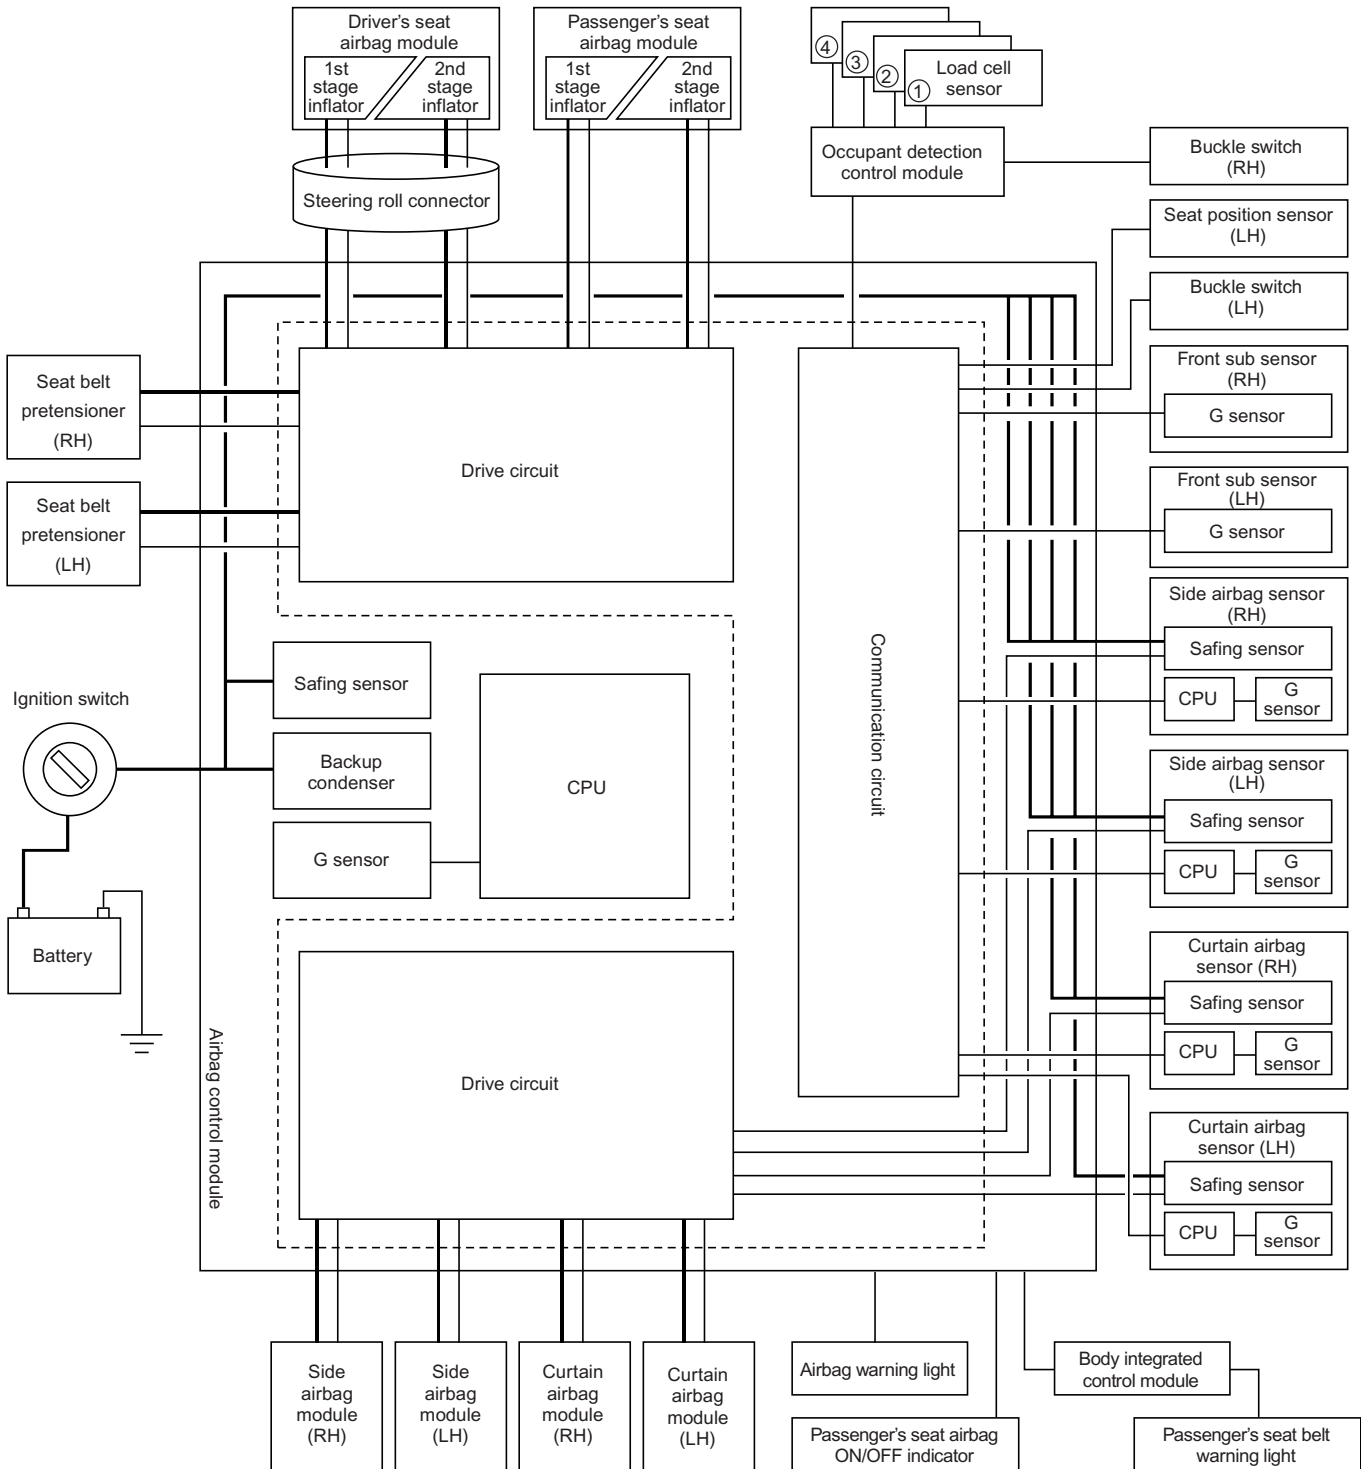 Driver's seat
airbag module
1st
stage
inflator
2nd
stage
inflator
Passenger's seat
airbag module
1st
stage
inflator
2nd
stage
inflator
④
③
②
①
Load cell
sensor
Steering roll connector
Occupant detection
control module
Buckle switch
(RH)
Seat position sensor
(LH)
Buckle switch
(LH)
Front sub sensor
(RH)
G sensor
Front sub sensor
(LH)
G sensor
Side airbag sensor
(RH)
Safing sensor
CPU
G
sensor
Side airbag sensor
(LH)
Safing sensor
CPU
G
sensor
Curtain airbag
sensor (RH)
Safing sensor
CPU
G
sensor
Curtain airbag
sensor (LH)
Safing sensor
CPU
G
sensor
Seat belt
pretensioner
(RH)
Seat belt
pretensioner
(LH)
Drive circuit
Communication circuit
Ignition switch
Safing sensor
Backup
condenser
G sensor
CPU
Battery
Airbag control module
Drive circuit
Side
airbag
module
(RH)
Side
airbag
module
(LH)
Curtain
airbag
module
(RH)
Curtain
airbag
module
(LH)
Airbag warning light
Body integrated
control module
Passenger's seat airbag
ON/OFF indicator
Passenger's seat belt
warning light